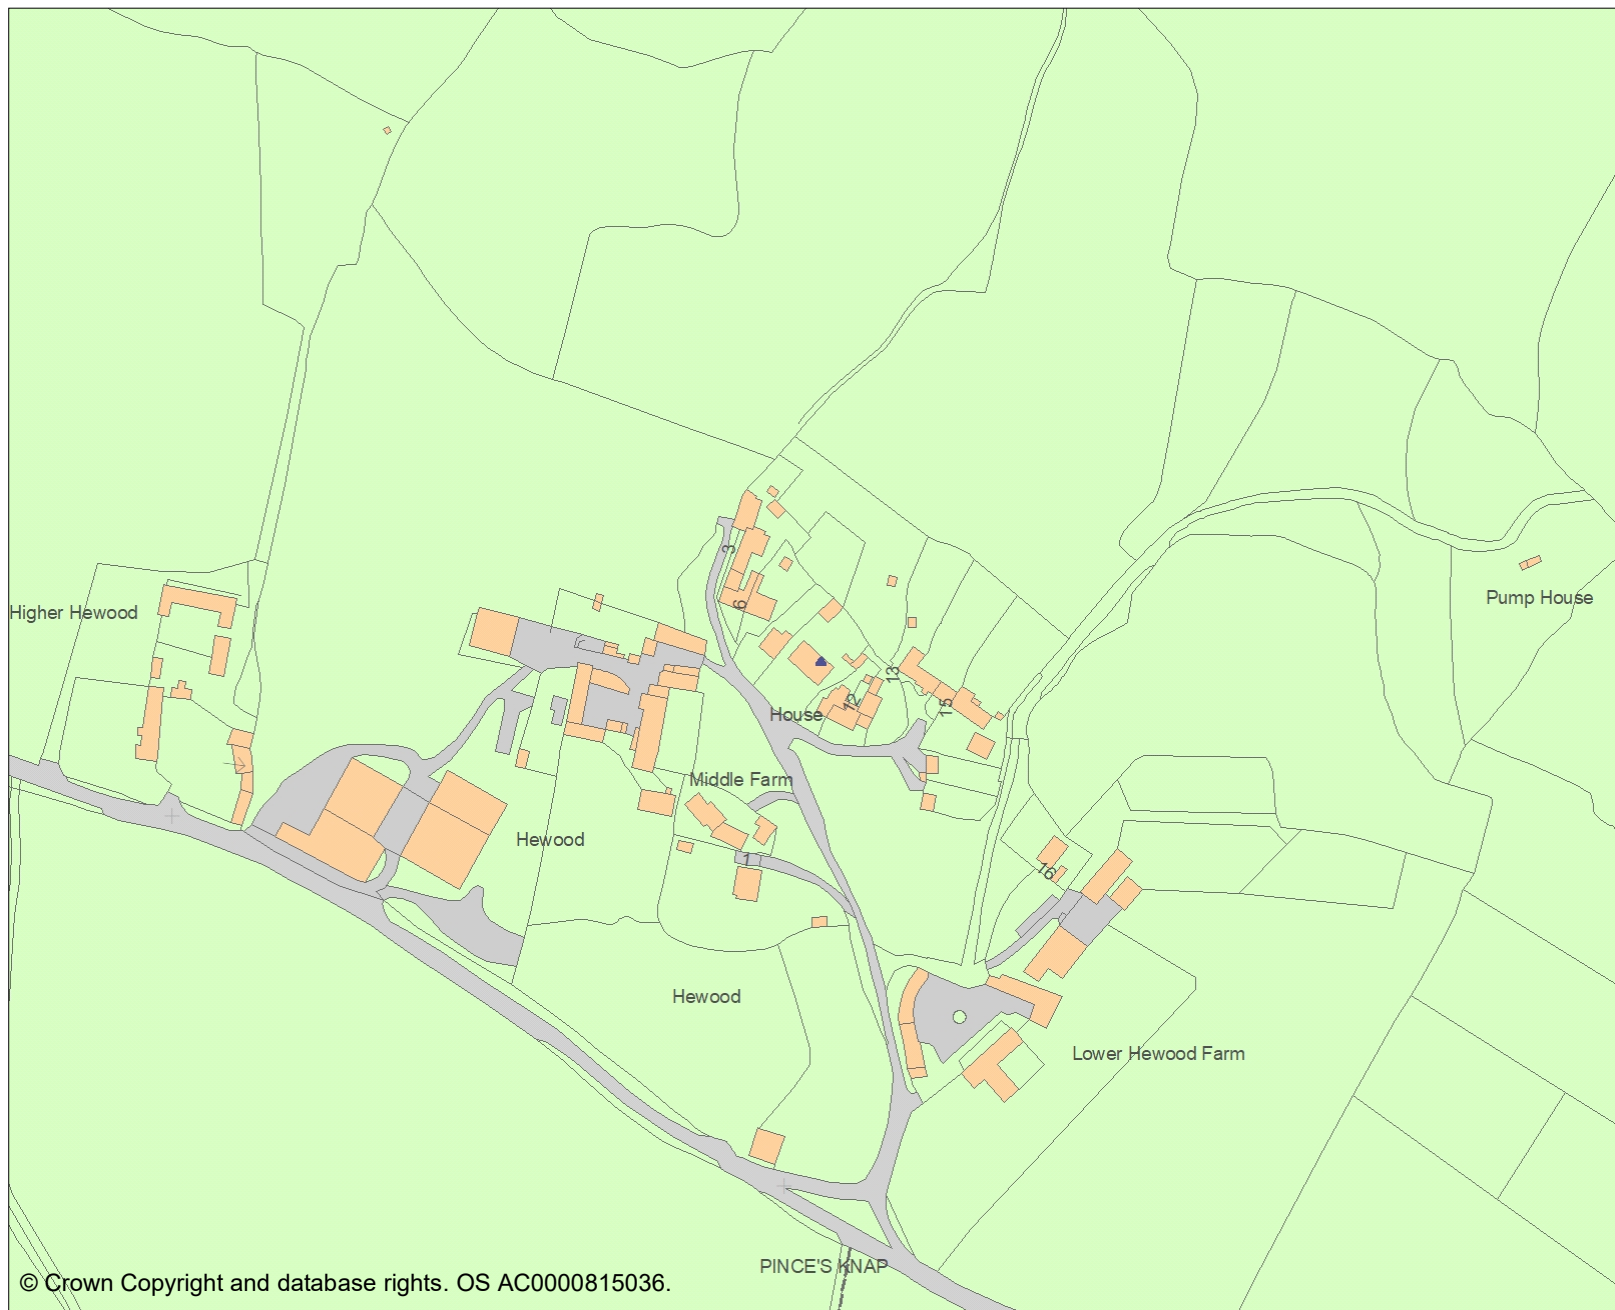 3
Higher Hewood
6
Pump House
13
12
15
House
Middle Farm
Hewood
1
16
Hewood
Lower Hewood Farm
PINCE'S KNAP
© Crown Copyright and database rights. OS AC0000815036.